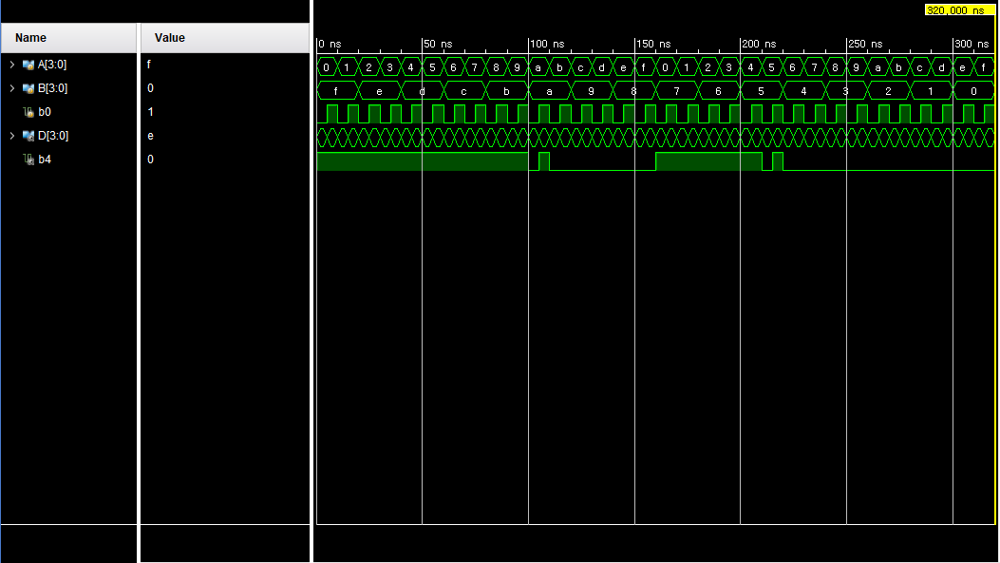 320,000 ns
Name Value
0 ns 50 ns 100 ns 150 ns 200 ns 250 ns 300 ns
A[3:0] f 0 1 2 3 4 5 6 7 8 9 a b c d e f 0 1 2 3 4 5 6 7 8 9 a b c d e f
B[3:0] 0 f e d c b a 9 8 7 6 5 4 3 2 1 0
b0 1
D[3:0] e
b4 0